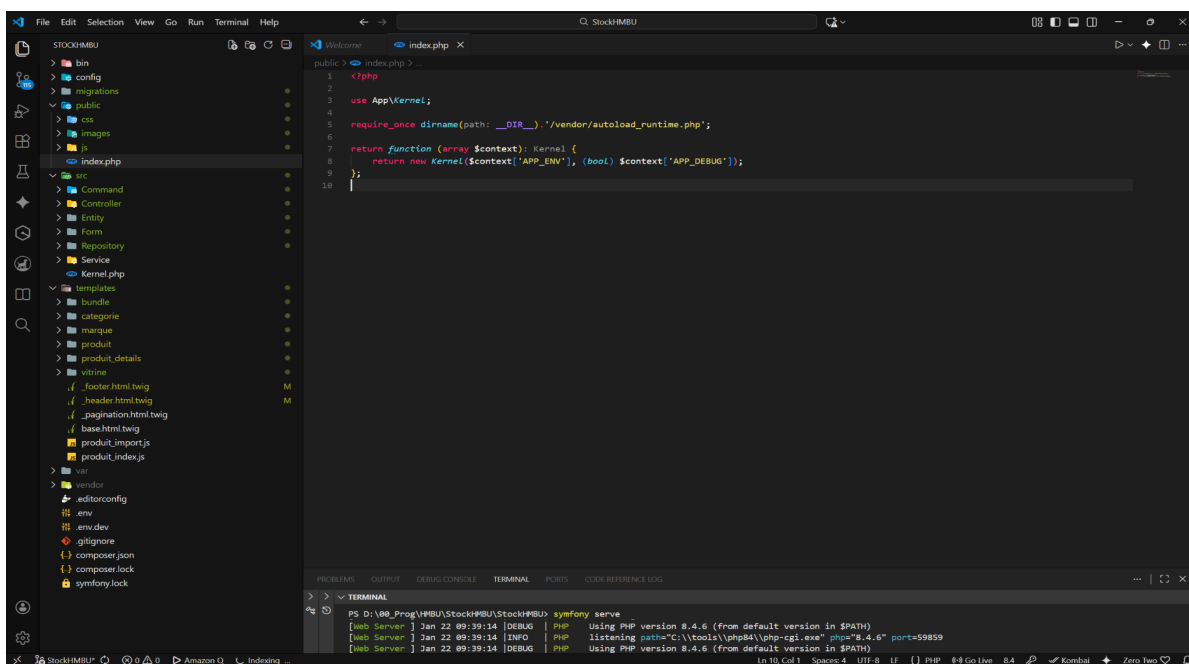 File Edit Selection View Go Run Terminal Help
StockHMBU
STOCKHMBU
bin
config
migrations
public
css
images
js
index.php
src
Command
Controller
Entity
Form
Repository
Service
Kernel.php
templates
bundle
categorie
marque
produit
produit_details
vitrine
_footer.html.twig M
_header.html.twig M
_pagination.html.twig
base.html.twig
produit_import.js
produit_index.js
var
vendor
.editorconfig
.env
.env.dev
.gitignore
composer.json
composer.lock
symfony.lock
115
Welcome index.php
public > index.php > ...
1 <?php
2
3 use App\Kernel;
4
5 require_once dirname(path: __DIR__).'/vendor/autoload_runtime.php';
6
7 return function (array $context): Kernel {
8 return new Kernel($context['APP_ENV'], (bool) $context['APP_DEBUG']);
9 };
10
PROBLEMS OUTPUT DEBUG CONSOLE TERMINAL PORTS CODE REFERENCE LOG
TERMINAL
PS D:\00_Prog\HMBU\StockHMBU\StockHMBU> symfony serve
[Web Server ] Jan 22 09:39:14 |DEBUG | PHP Using PHP version 8.4.6 (from default version in $PATH)
[Web Server ] Jan 22 09:39:14 |INFO | PHP listening path="C:\\tools\\php84\\php-cgi.exe" php="8.4.6" port=59859
[Web Server ] Jan 22 09:39:14 |DEBUG | PHP Using PHP version 8.4.6 (from default version in $PATH)
StockHMBU* 0 0 0 Amazon Q Indexing ... Ln 10, Col 1 Spaces: 4 UTF-8 LF {} PHP Go Live 8.4 Kombai Zero Two